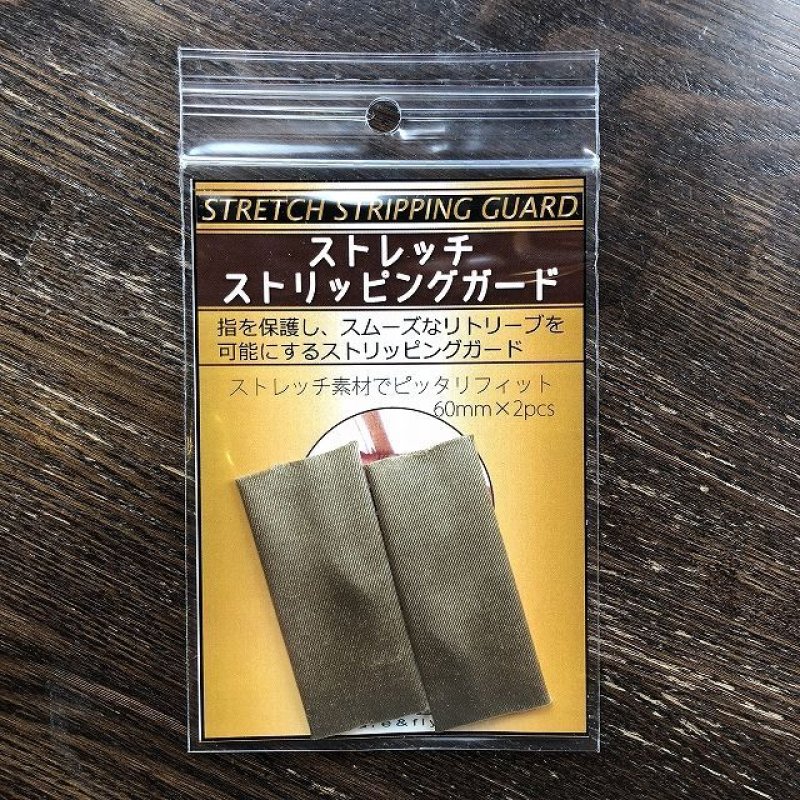 STRETCH STRIPPING GUARD
ストレッチ
ストリッピングガード
指を保護し、スムーズなリトリーブを
可能にするストリッピングガード
ストレッチ素材でピッタリフィット
60mm×2pcs